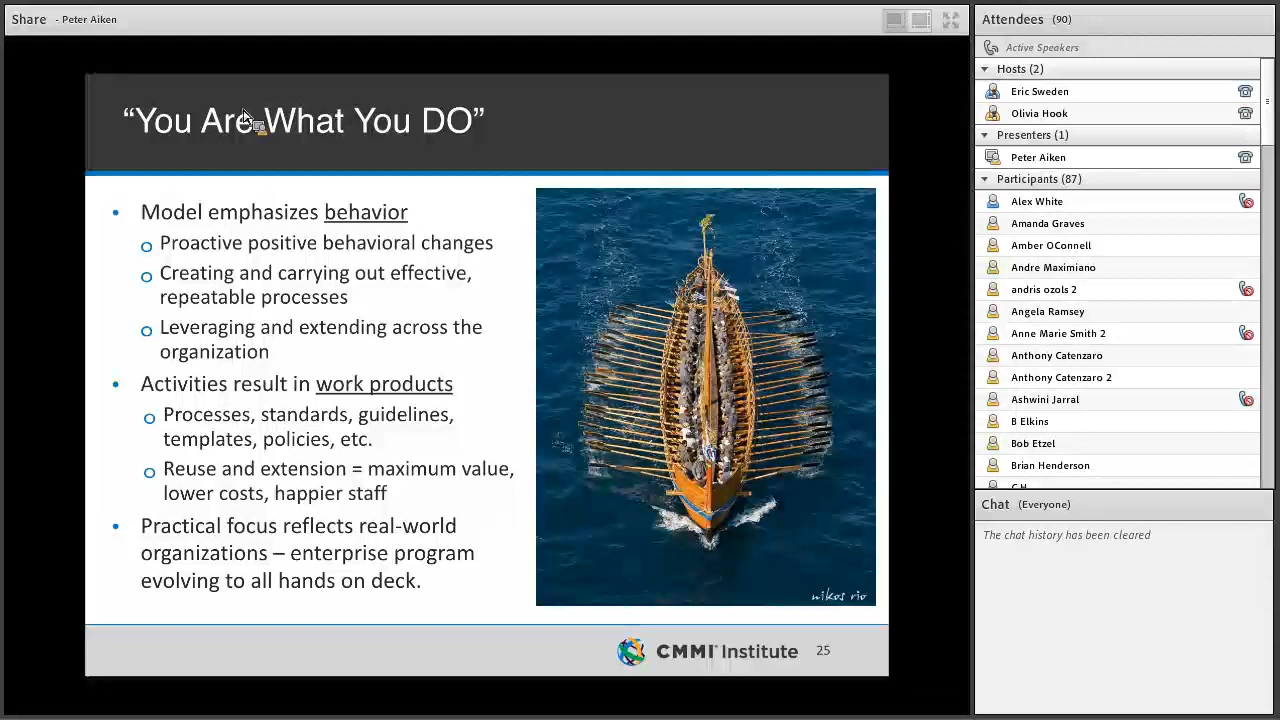 Share - Peter Aiken
“You Are What You DO”
• Model emphasizes behavior
o Proactive positive behavioral changes
o Creating and carrying out effective,
repeatable processes
o Leveraging and extending across the
organization
• Activities result in work products
o Processes, standards, guidelines,
templates, policies, etc.
o Reuse and extension = maximum value,
lower costs, happier staff
• Practical focus reflects real-world
organizations – enterprise program
evolving to all hands on deck.
nikos rio
CMMI Institute 25
Attendees (90)
Active Speakers
Hosts (2)
Eric Sweden
Olivia Hook
Presenters (1)
Peter Aiken
Participants (87)
Alex White
Amanda Graves
Amber OConnell
Andre Maximiano
andris ozols 2
Angela Ramsey
Anne Marie Smith 2
Anthony Catenzaro
Anthony Catenzaro 2
Ashwini Jarral
B Elkins
Bob Etzel
Brian Henderson
Chat (Everyone)
The chat history has been cleared